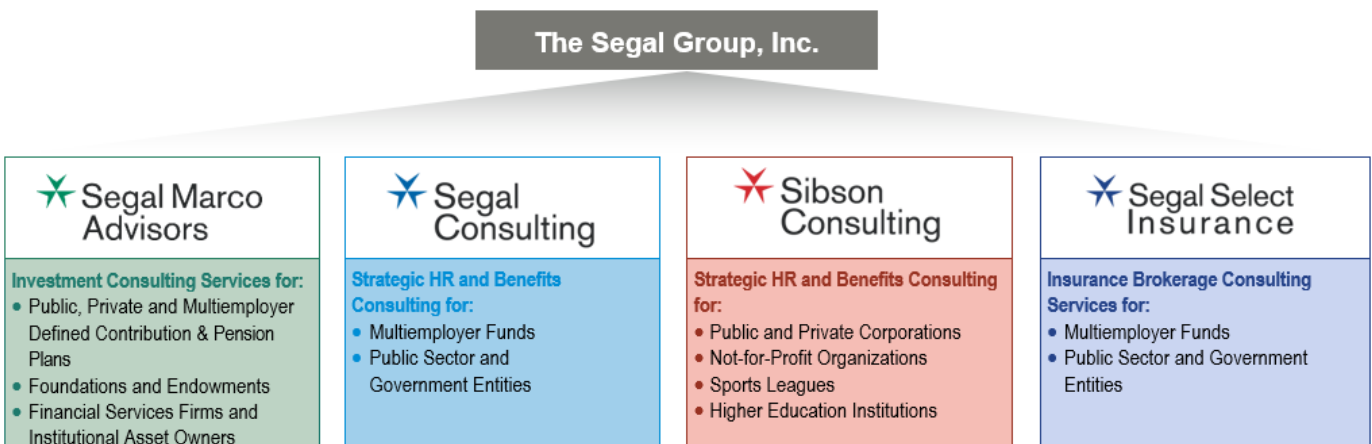 The Segal Group, Inc.
Segal Marco
Advisors
Investment Consulting Services for:
• Public, Private and Multiemployer
Defined Contribution & Pension
Plans
• Foundations and Endowments
• Financial Services Firms and
Institutional Asset Owners
Segal
Consulting
Strategic HR and Benefits
Consulting for:
• Multiemployer Funds
• Public Sector and
Government Entities
Sibson
Consulting
Strategic HR and Benefits Consulting
for:
• Public and Private Corporations
• Not-for-Profit Organizations
• Sports Leagues
• Higher Education Institutions
Segal Select
Insurance
Insurance Brokerage Consulting
Services for:
• Multiemployer Funds
• Public Sector and Government
Entities